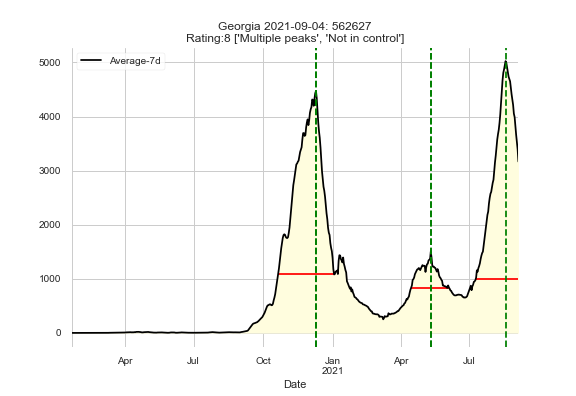 Georgia 2021-09-04: 562627
Rating:8 ['Multiple peaks', 'Not in control']
Average-7d
5000
4000
3000
2000
1000
0
Apr
Jul
Oct
Jan
2021
Apr
Jul
Date